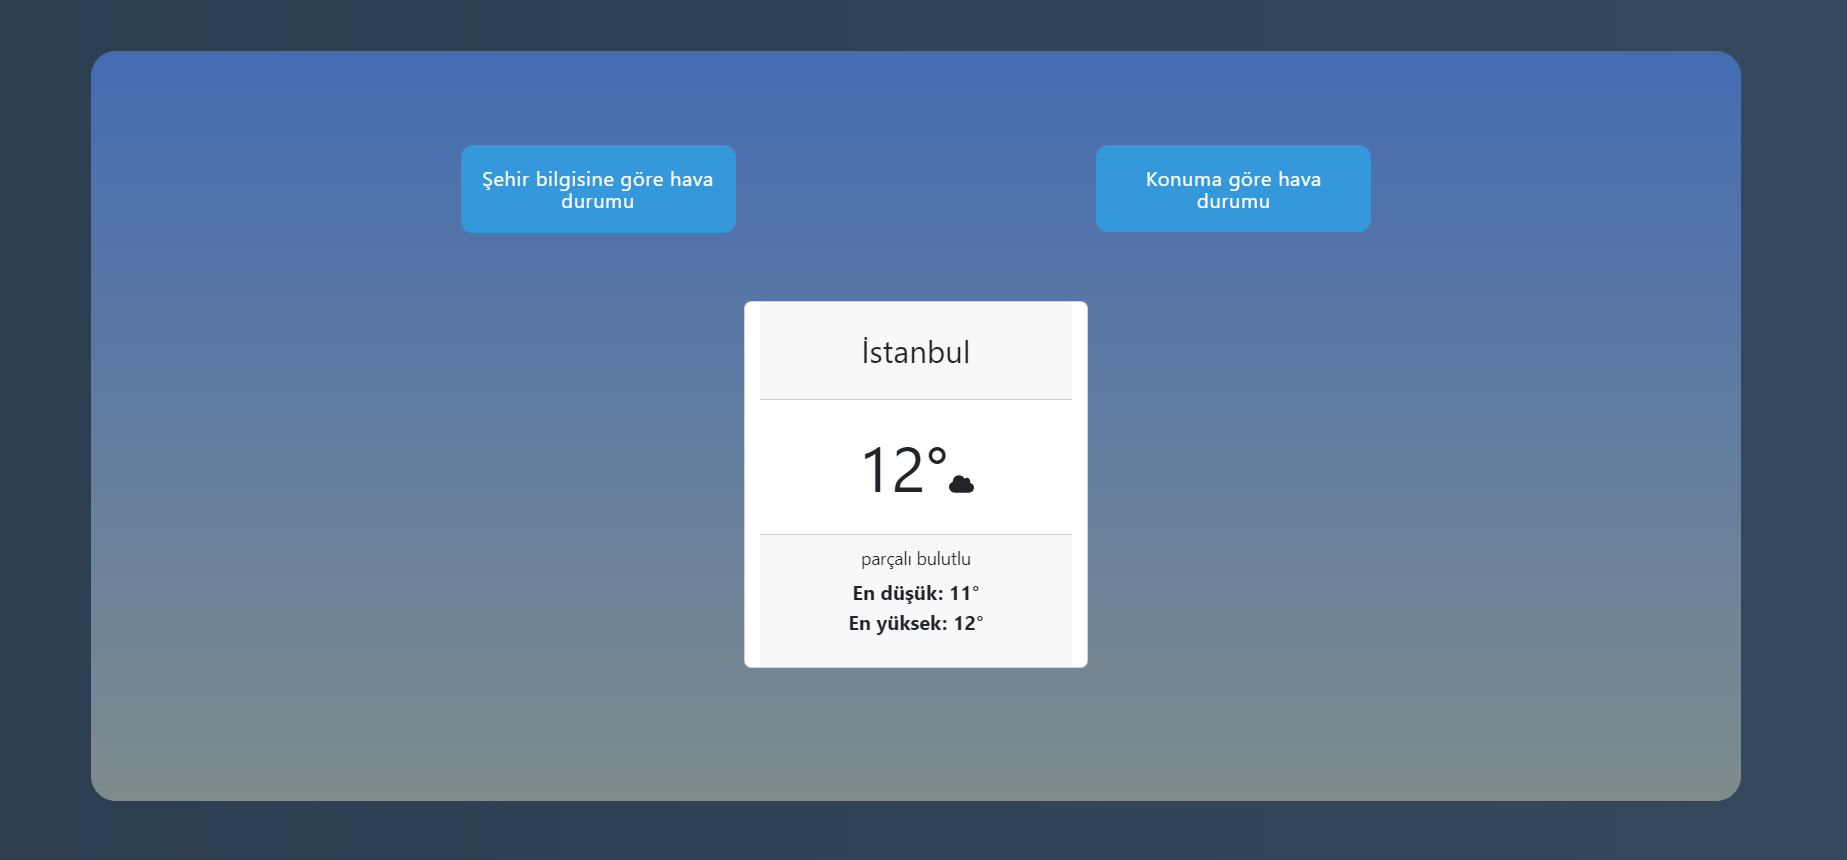 Şehir bilgisine göre hava
durumu
Konuma göre hava
durumu
İstanbul
12°
parçalı bulutlu
En düşük: 11°
En yüksek: 12°